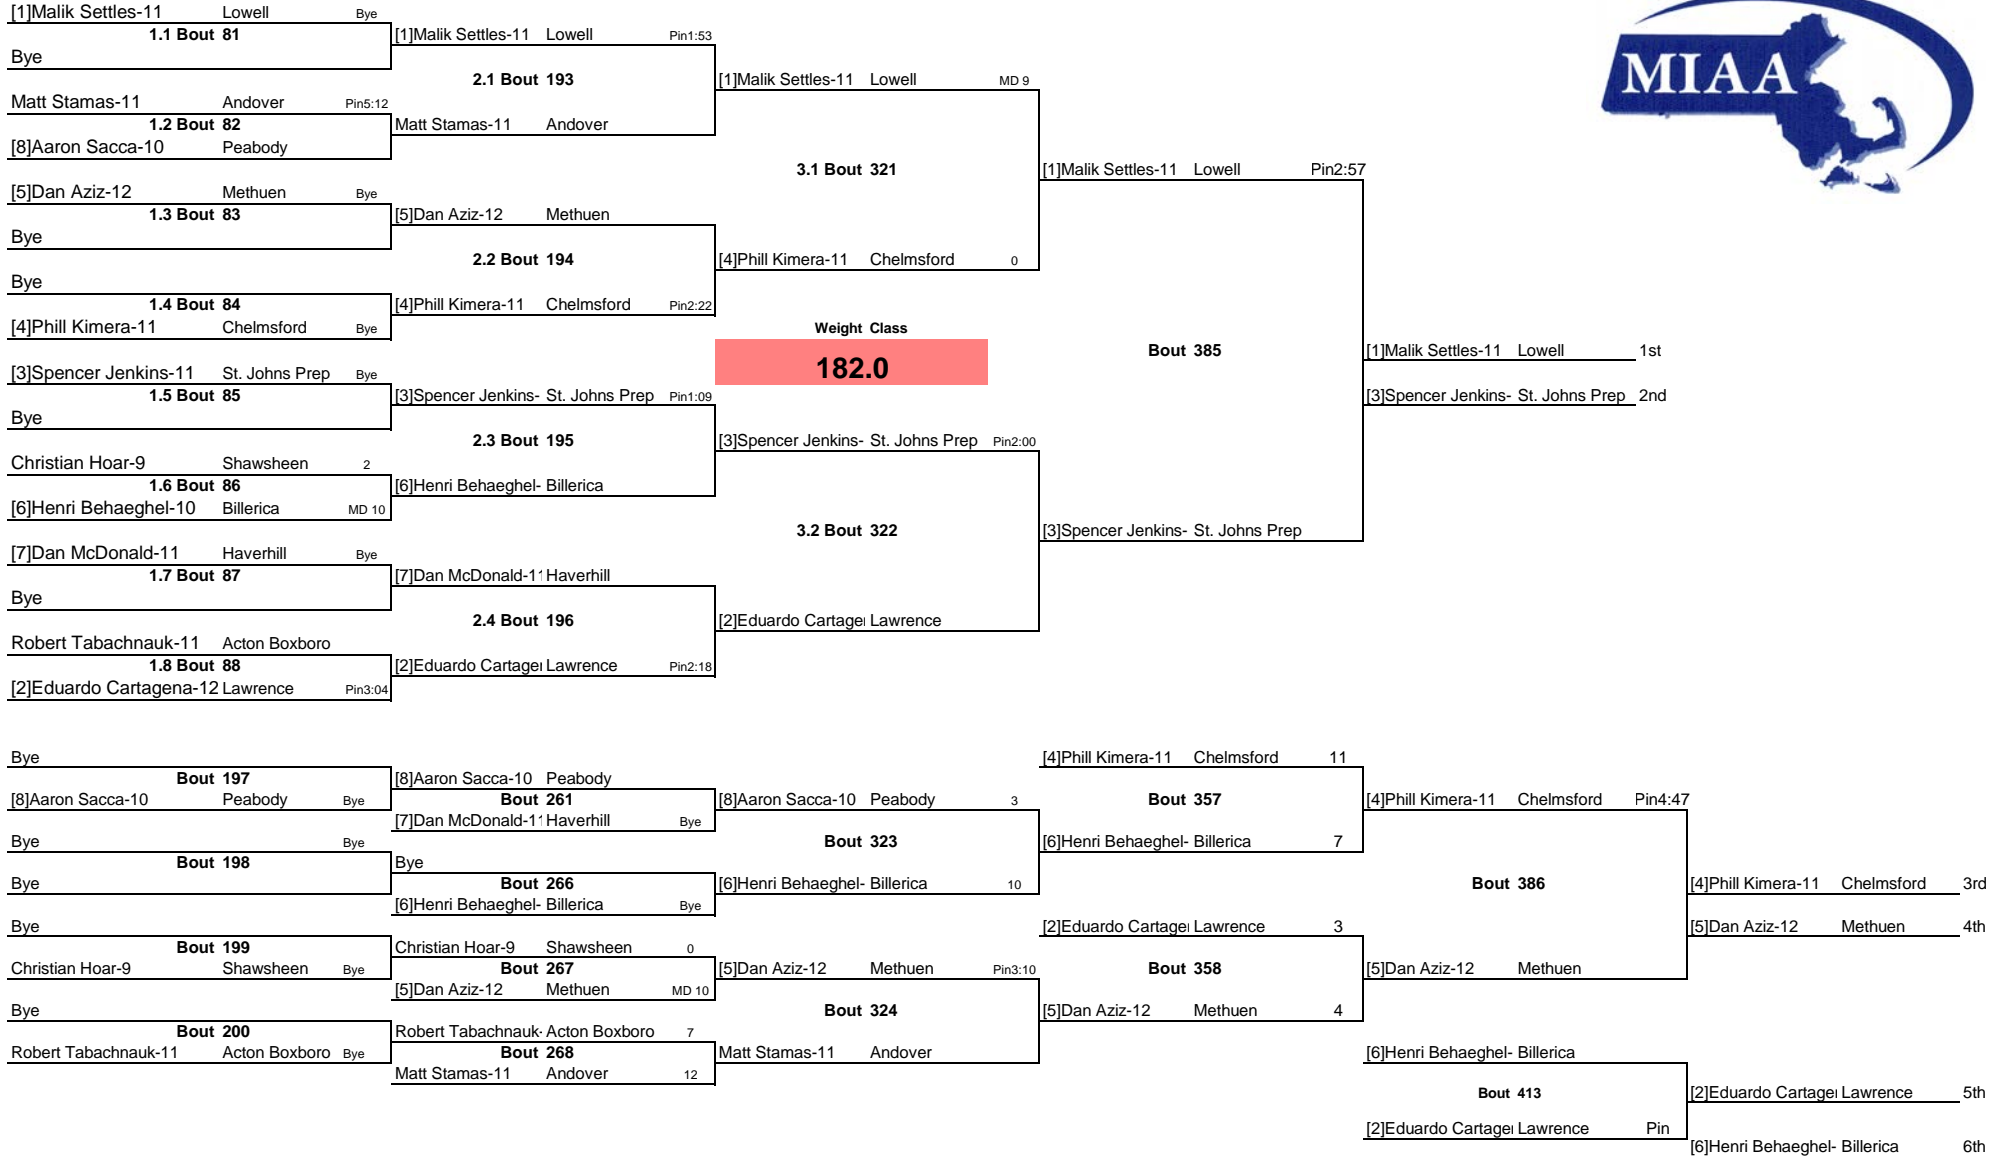 [1]Malik Settles-11 Lowell Bye
1.1 Bout 81
Bye
Matt Stamas-11 Andover Pin5:12
1.2 Bout 82
[8]Aaron Sacca-10 Peabody
[5]Dan Aziz-12 Methuen Bye
1.3 Bout 83
Bye
Bye
1.4 Bout 84
[4]Phill Kimera-11 Chelmsford Bye
[3]Spencer Jenkins-11 St. Johns Prep Bye
1.5 Bout 85
Bye
Christian Hoar-9 Shawsheen 2
1.6 Bout 86
[6]Henri Behaeghel-10 Billerica MD 10
[7]Dan McDonald-11 Haverhill Bye
1.7 Bout 87
Bye
Robert Tabachnauk-11 Acton Boxboro
1.8 Bout 88
[2]Eduardo Cartagena-12 Lawrence Pin3:04
[1]Malik Settles-11 Lowell Pin1:53
2.1 Bout 193
Matt Stamas-11 Andover
[5]Dan Aziz-12 Methuen
2.2 Bout 194
[4]Phill Kimera-11 Chelmsford Pin2:22
[3]Spencer Jenkins- St. Johns Prep Pin1:09
2.3 Bout 195
[6]Henri Behaeghel- Billerica
[7]Dan McDonald-11 Haverhill
2.4 Bout 196
[2]Eduardo Cartage Lawrence Pin2:18
[1]Malik Settles-11 Lowell MD 9
3.1 Bout 321
[4]Phill Kimera-11 Chelmsford 0
Weight Class
182.0
[3]Spencer Jenkins- St. Johns Prep Pin2:00
3.2 Bout 322
[2]Eduardo Cartage Lawrence
[1]Malik Settles-11 Lowell Pin2:57
Bout 385
[3]Spencer Jenkins- St. Johns Prep
[1]Malik Settles-11 Lowell 1st
[3]Spencer Jenkins- St. Johns Prep 2nd
MIAA
Bye
Bout 197
[8]Aaron Sacca-10 Peabody Bye
Bye Bye
Bout 198
Bye
Bye
Bout 199
Christian Hoar-9 Shawsheen Bye
Bye
Bout 200
Robert Tabachnauk-11 Acton Boxboro Bye
[8]Aaron Sacca-10 Peabody
Bout 261
[7]Dan McDonald-11 Haverhill Bye
Bye
Bout 266
[6]Henri Behaeghel- Billerica Bye
Christian Hoar-9 Shawsheen 0
Bout 267
[5]Dan Aziz-12 Methuen MD 10
Robert Tabachnauk- Acton Boxboro 7
Bout 268
Matt Stamas-11 Andover 12
[8]Aaron Sacca-10 Peabody 3
Bout 323
[6]Henri Behaeghel- Billerica 10
[5]Dan Aziz-12 Methuen Pin3:10
Bout 324
Matt Stamas-11 Andover
[4]Phill Kimera-11 Chelmsford 11
Bout 357
[6]Henri Behaeghel- Billerica 7
[2]Eduardo Cartage Lawrence 3
Bout 358
[5]Dan Aziz-12 Methuen 4
[4]Phill Kimera-11 Chelmsford Pin4:47
Bout 386
[5]Dan Aziz-12 Methuen
[6]Henri Behaeghel- Billerica
Bout 413
[2]Eduardo Cartage Lawrence Pin
[4]Phill Kimera-11 Chelmsford 3rd
[5]Dan Aziz-12 Methuen 4th
[2]Eduardo Cartage Lawrence 5th
[6]Henri Behaeghel- Billerica 6th